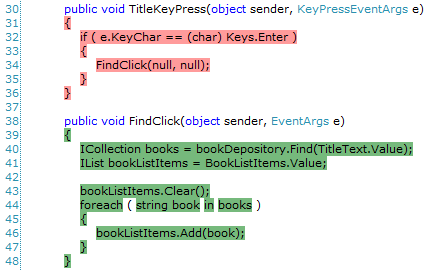 30 public void TitleKeyPress(object sender, KeyPressEventArgs e)
31 {
32 if ( e.KeyChar == (char) Keys.Enter )
33 {
34 FindClick(null, null);
35 }
36 }
37
38 public void FindClick(object sender, EventArgs e)
39 {
40 ICollection books = bookDepository.Find(TitleText.Value);
41 IList bookListItems = BookListItems.Value;
42
43 bookListItems.Clear();
44 foreach ( string book in books )
45 {
46 bookListItems.Add(book);
47 }
48 }